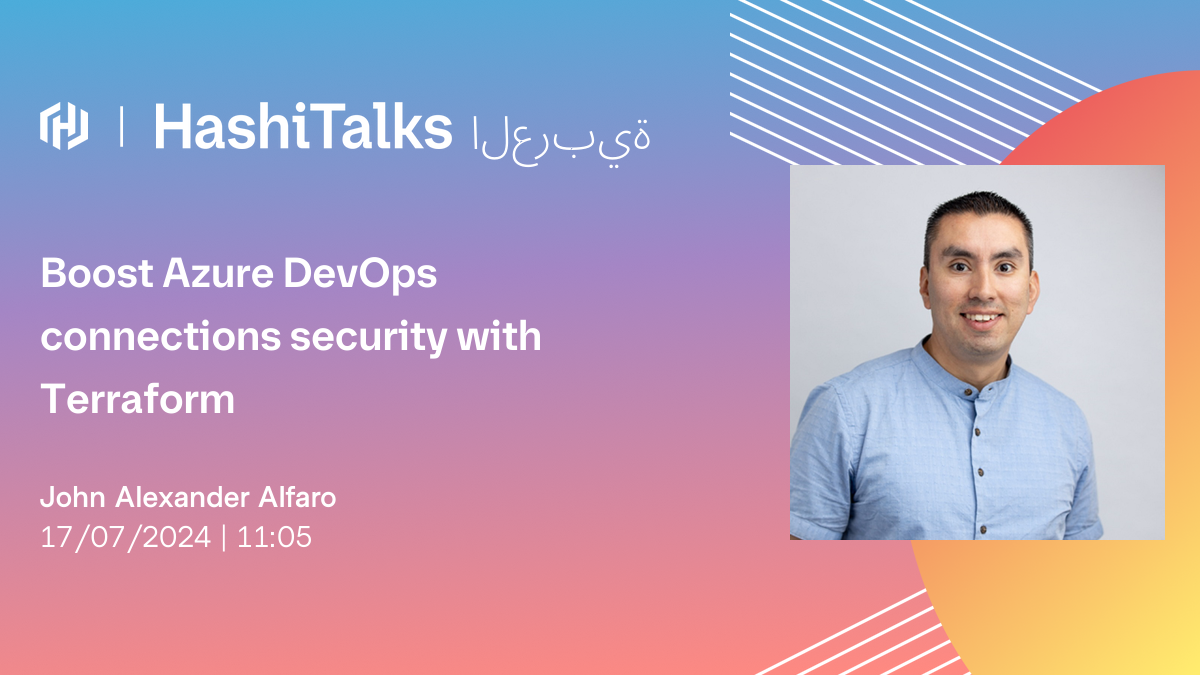 HashiTalks العربية
Boost Azure DevOps
connections security with
Terraform
John Alexander Alfaro
17/07/2024 | 11:05